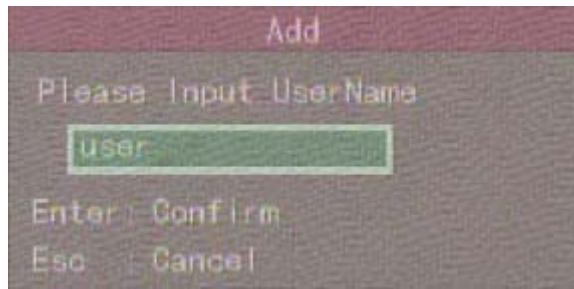 Add
Please Input UserName
user
Enter: Confirm
Esc : Cancel